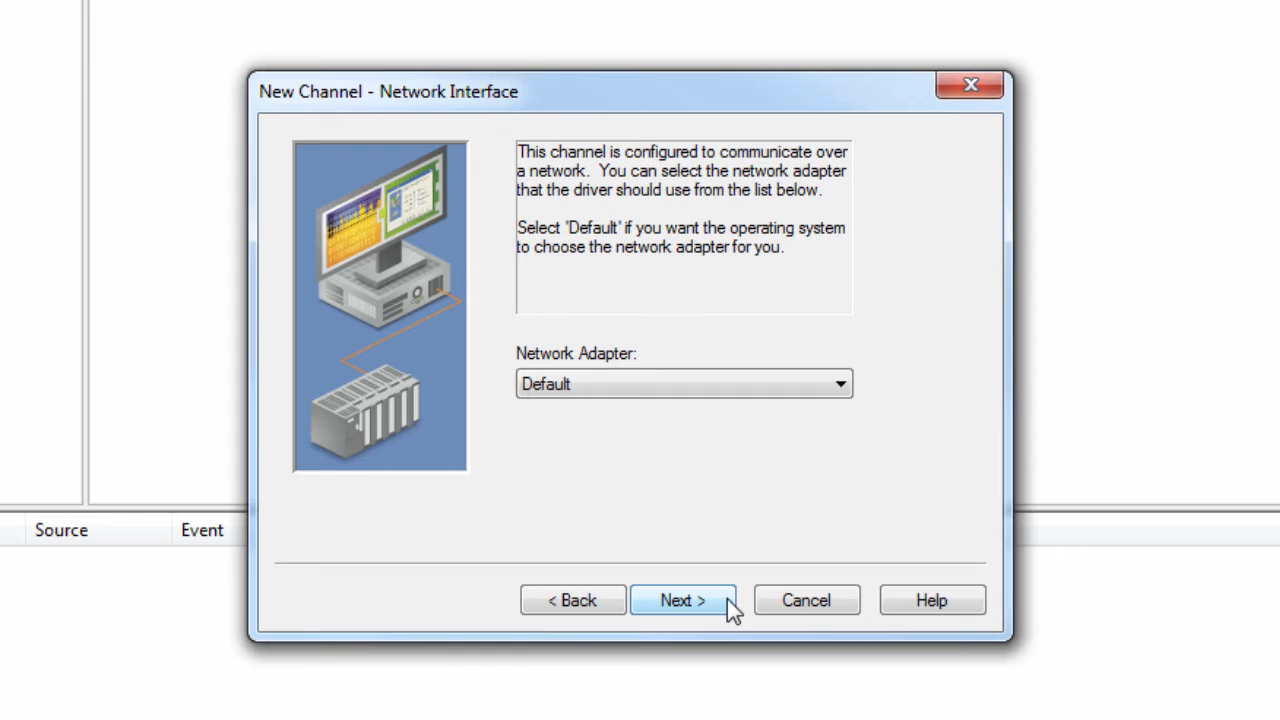 New Channel - Network Interface
This channel is configured to communicate over
a network. You can select the network adapter
that the driver should use from the list below.
Select 'Default' if you want the operating system
to choose the network adapter for you.
Network Adapter:
Default
Source Event
< Back Next > Cancel Help